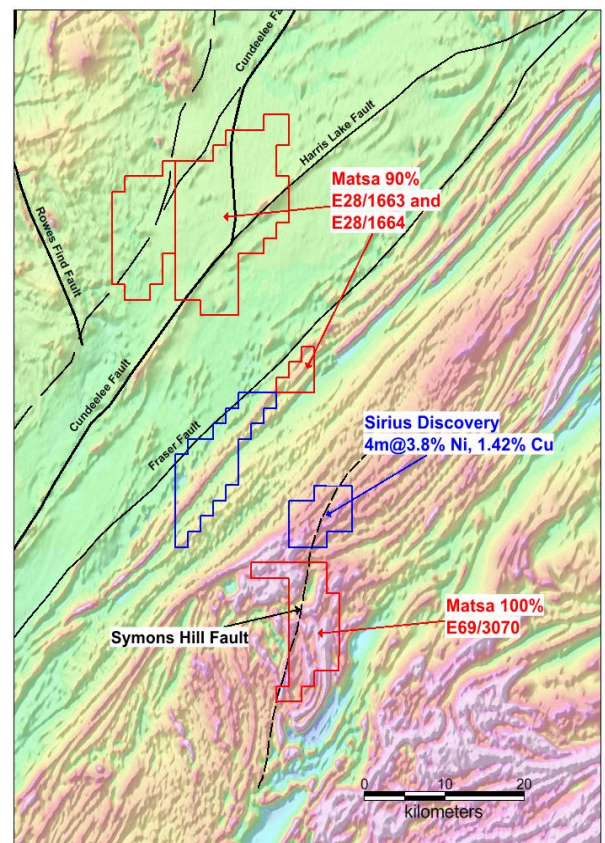 Cundeelee Fa
Harris Lake Fault
Matsa 90%
E28/1663 and
E28/1664
Rowes Find Fault
Cundeelee Fault
Fraser Fault
Sirius Discovery
4m@3.8% Ni, 1.42% Cu
Matsa 100%
E69/3070
Symons Hill Fault
0 10 20
kilometers